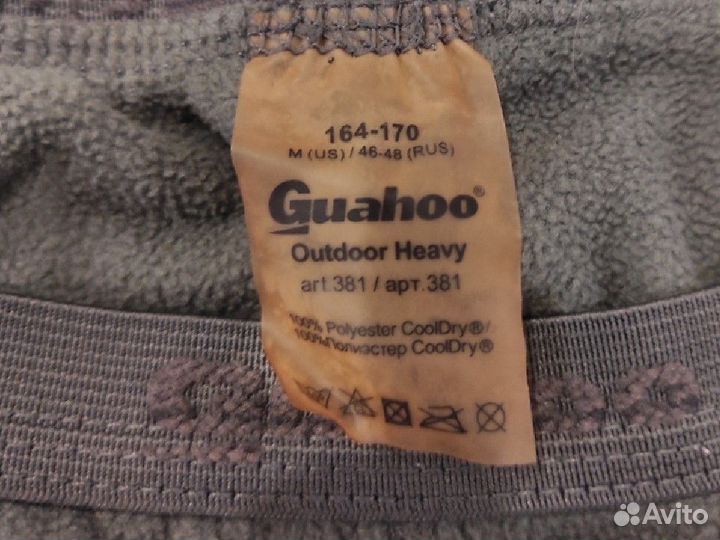 164-170
M (US) / 46-48 (RUS)
Guahoo®
Outdoor Heavy
art.381 / арт.381
100% Polyester CoolDry®/
100%Полиэстер CoolDry®
Avito